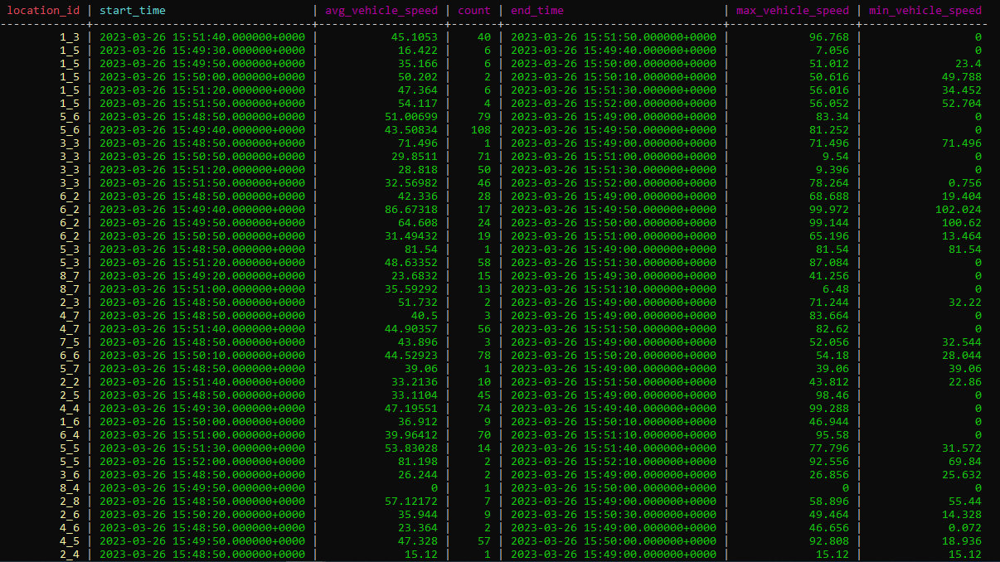 location_id | start_time | avg_vehicle_speed | count | end_time | max_vehicle_speed | min_vehicle_speed
-------------+---------------------------------+-------------------+-------+---------------------------------+-------------------+-------------------
1_3 | 2023-03-26 15:51:40.000000+0000 | 45.1053 | 40 | 2023-03-26 15:51:50.000000+0000 | 96.768 | 0
1_5 | 2023-03-26 15:49:30.000000+0000 | 16.422 | 6 | 2023-03-26 15:49:40.000000+0000 | 7.056 | 0
1_5 | 2023-03-26 15:49:50.000000+0000 | 35.166 | 6 | 2023-03-26 15:50:00.000000+0000 | 51.012 | 23.4
1_5 | 2023-03-26 15:50:00.000000+0000 | 50.202 | 2 | 2023-03-26 15:50:10.000000+0000 | 50.616 | 49.788
1_5 | 2023-03-26 15:51:20.000000+0000 | 47.364 | 6 | 2023-03-26 15:51:30.000000+0000 | 56.016 | 34.452
1_5 | 2023-03-26 15:51:50.000000+0000 | 54.117 | 4 | 2023-03-26 15:52:00.000000+0000 | 56.052 | 52.704
5_6 | 2023-03-26 15:48:50.000000+0000 | 51.00699 | 79 | 2023-03-26 15:49:00.000000+0000 | 83.34 | 0
5_6 | 2023-03-26 15:49:40.000000+0000 | 43.50834 | 108 | 2023-03-26 15:49:50.000000+0000 | 81.252 | 0
3_3 | 2023-03-26 15:48:50.000000+0000 | 71.496 | 1 | 2023-03-26 15:49:00.000000+0000 | 71.496 | 71.496
3_3 | 2023-03-26 15:50:50.000000+0000 | 29.8511 | 71 | 2023-03-26 15:51:00.000000+0000 | 9.54 | 0
3_3 | 2023-03-26 15:51:20.000000+0000 | 28.818 | 50 | 2023-03-26 15:51:30.000000+0000 | 9.396 | 0
3_3 | 2023-03-26 15:51:50.000000+0000 | 32.56982 | 46 | 2023-03-26 15:52:00.000000+0000 | 78.264 | 0.756
6_2 | 2023-03-26 15:48:50.000000+0000 | 42.336 | 28 | 2023-03-26 15:49:00.000000+0000 | 68.688 | 19.404
6_2 | 2023-03-26 15:49:40.000000+0000 | 86.67318 | 17 | 2023-03-26 15:49:50.000000+0000 | 99.972 | 102.024
6_2 | 2023-03-26 15:49:50.000000+0000 | 64.608 | 24 | 2023-03-26 15:50:00.000000+0000 | 99.144 | 100.62
6_2 | 2023-03-26 15:50:50.000000+0000 | 31.49432 | 19 | 2023-03-26 15:51:00.000000+0000 | 65.196 | 13.464
5_3 | 2023-03-26 15:48:50.000000+0000 | 81.54 | 1 | 2023-03-26 15:49:00.000000+0000 | 81.54 | 81.54
5_3 | 2023-03-26 15:51:20.000000+0000 | 48.63352 | 58 | 2023-03-26 15:51:30.000000+0000 | 87.084 | 0
8_7 | 2023-03-26 15:49:20.000000+0000 | 23.6832 | 15 | 2023-03-26 15:49:30.000000+0000 | 41.256 | 0
8_7 | 2023-03-26 15:51:00.000000+0000 | 35.59292 | 13 | 2023-03-26 15:51:10.000000+0000 | 6.48 | 0
2_3 | 2023-03-26 15:48:50.000000+0000 | 51.732 | 2 | 2023-03-26 15:49:00.000000+0000 | 71.244 | 32.22
4_7 | 2023-03-26 15:48:50.000000+0000 | 40.5 | 3 | 2023-03-26 15:49:00.000000+0000 | 83.664 | 0
4_7 | 2023-03-26 15:51:40.000000+0000 | 44.90357 | 56 | 2023-03-26 15:51:50.000000+0000 | 82.62 | 0
7_5 | 2023-03-26 15:48:50.000000+0000 | 43.896 | 3 | 2023-03-26 15:49:00.000000+0000 | 52.056 | 32.544
6_6 | 2023-03-26 15:50:10.000000+0000 | 44.52923 | 78 | 2023-03-26 15:50:20.000000+0000 | 54.18 | 28.044
5_7 | 2023-03-26 15:48:50.000000+0000 | 39.06 | 1 | 2023-03-26 15:49:00.000000+0000 | 39.06 | 39.06
2_2 | 2023-03-26 15:51:40.000000+0000 | 33.2136 | 10 | 2023-03-26 15:51:50.000000+0000 | 43.812 | 22.86
2_5 | 2023-03-26 15:48:50.000000+0000 | 33.1104 | 45 | 2023-03-26 15:49:00.000000+0000 | 98.46 | 0
4_4 | 2023-03-26 15:49:30.000000+0000 | 47.19551 | 74 | 2023-03-26 15:49:40.000000+0000 | 99.288 | 0
1_6 | 2023-03-26 15:50:00.000000+0000 | 36.912 | 9 | 2023-03-26 15:50:10.000000+0000 | 46.944 | 0
6_4 | 2023-03-26 15:51:00.000000+0000 | 39.96412 | 70 | 2023-03-26 15:51:10.000000+0000 | 95.58 | 0
5_5 | 2023-03-26 15:51:30.000000+0000 | 53.83028 | 14 | 2023-03-26 15:51:40.000000+0000 | 77.796 | 31.572
5_5 | 2023-03-26 15:52:00.000000+0000 | 81.198 | 2 | 2023-03-26 15:52:10.000000+0000 | 92.556 | 69.84
3_6 | 2023-03-26 15:48:50.000000+0000 | 26.244 | 2 | 2023-03-26 15:49:00.000000+0000 | 26.856 | 25.632
8_4 | 2023-03-26 15:49:50.000000+0000 | 0 | 1 | 2023-03-26 15:50:00.000000+0000 | 0 | 0
2_8 | 2023-03-26 15:48:50.000000+0000 | 57.12172 | 7 | 2023-03-26 15:49:00.000000+0000 | 58.896 | 55.44
2_6 | 2023-03-26 15:50:20.000000+0000 | 35.944 | 9 | 2023-03-26 15:50:30.000000+0000 | 49.464 | 14.328
4_6 | 2023-03-26 15:48:50.000000+0000 | 23.364 | 2 | 2023-03-26 15:49:00.000000+0000 | 46.656 | 0.072
4_5 | 2023-03-26 15:49:50.000000+0000 | 47.328 | 57 | 2023-03-26 15:50:00.000000+0000 | 92.808 | 18.936
2_4 | 2023-03-26 15:48:50.000000+0000 | 15.12 | 1 | 2023-03-26 15:49:00.000000+0000 | 15.12 | 15.12